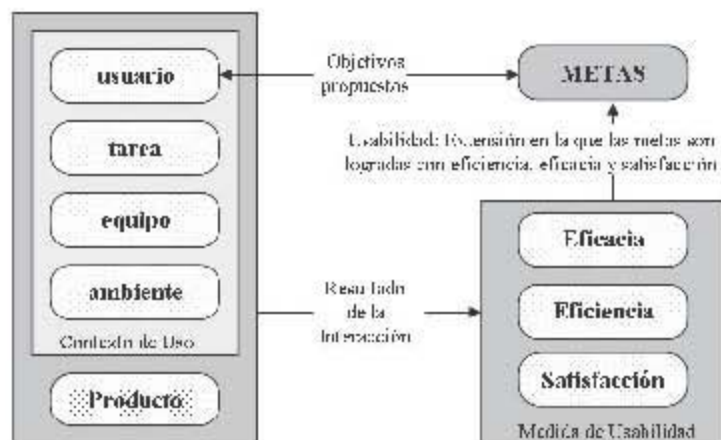 usuario
tarea
equipo
ambiente
Contexto de Uso
Producto
Objetivos
propuestos
METAS
Usabilidad: Extensión en la que las metas son
logradas con eficiencia, eficacia y satisfacción
Resultado
de la
Interacción
Eficacia
Eficiencia
Satisfacción
Medida de Usabilidad